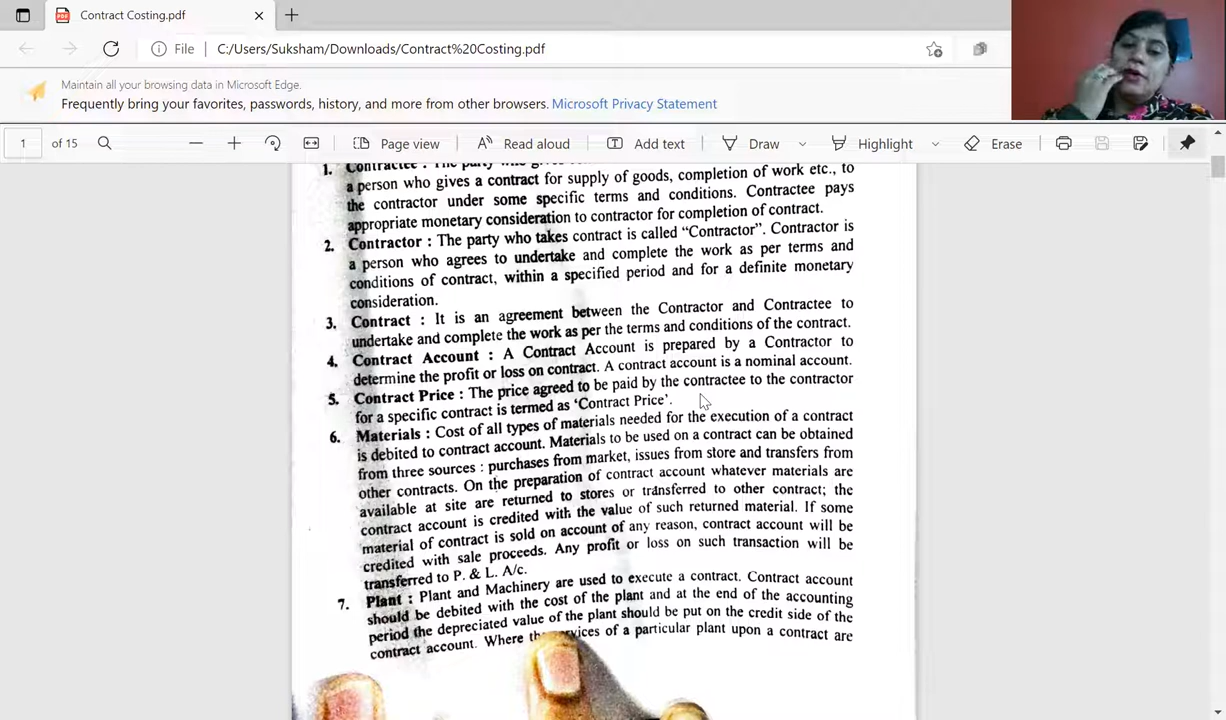 Contract Costing.pdf
File
C:/Users/Suksham/Downloads/Contract%20Costing.pdf
Maintain all your browsing data in Microsoft Edge.
Frequently bring your favorites, passwords, history, and more from other browsers. Microsoft Privacy Statement
1 of 15 Page view Read aloud Add text Draw Highlight Erase
1. Contractee : The party who gives
a person who gives a contract for supply of goods, completion of work etc., to
the contractor under some specific terms and conditions. Contractee pays
appropriate monetary consideration to contractor for completion of contract.
2. Contractor : The party who takes contract is called "Contractor". Contractor is
a person who agrees to undertake and complete the work as per terms and
conditions of contract, within a specified period and for a definite monetary
consideration.
3. Contract : It is an agreement between the Contractor and Contractee to
undertake and complete the work as per the terms and conditions of the contract.
4. Contract Account : A Contract Account is prepared by a Contractor to
determine the profit or loss on contract. A contract account is a nominal account.
5. Contract Price : The price agreed to be paid by the contractee to the contractor
for a specific contract is termed as 'Contract Price'.
6. Materials : Cost of all types of materials needed for the execution of a contract
is debited to contract account. Materials to be used on a contract can be obtained
from three sources : purchases from market, issues from store and transfers from
other contracts. On the preparation of contract account whatever materials are
available at site are returned to stores or transferred to other contract; the
contract account is credited with the value of such returned material. If some
material of contract is sold on account of any reason, contract account will be
credited with sale proceeds. Any profit or loss on such transaction will be
transferred to P. & L. A/c.
7. Plant : Plant and Machinery are used to execute a contract. Contract account
should be debited with the cost of the plant and at the end of the accounting
period the depreciated value of the plant should be put on the credit side of the
contract account. Where of a particular plant upon a contract are